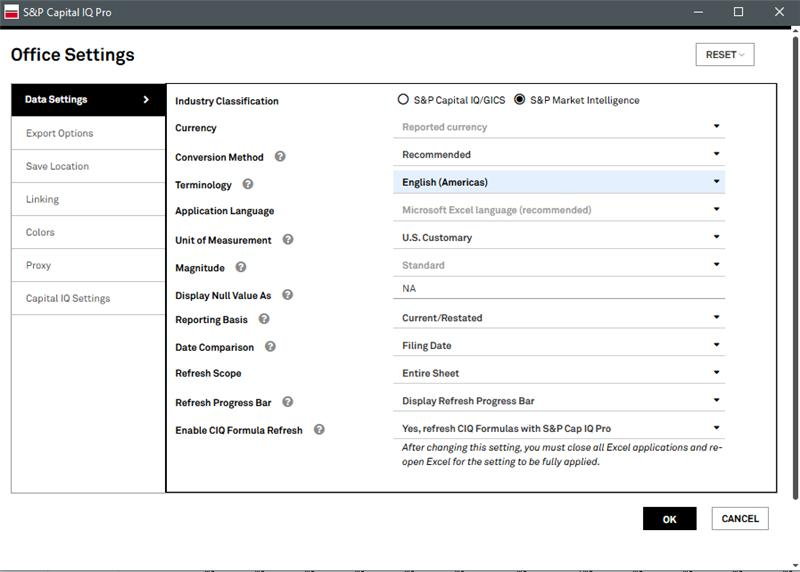 S&P Capital IQ Pro
Office Settings
RESET
Data Settings
Export Options
Save Location
Linking
Colors
Proxy
Capital IQ Settings
Industry Classification S&P Capital IQ/GICS S&P Market Intelligence
Currency Reported currency
Conversion Method ? Recommended
Terminology ? English (Americas)
Application Language Microsoft Excel language (recommended)
Unit of Measurement ? U.S. Customary
Magnitude ? Standard
Display Null Value As ? NA
Reporting Basis ? Current/Restated
Date Comparison ? Filing Date
Refresh Scope Entire Sheet
Refresh Progress Bar ? Display Refresh Progress Bar
Enable CIQ Formula Refresh ? Yes, refresh CIQ Formulas with S&P Cap IQ Pro
After changing this setting, you must close all Excel applications and re-
open Excel for the setting to be fully applied.
OK CANCEL